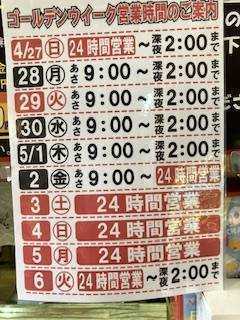 ゴールデンウイーク営業時間のご案内
4/27 日 24時間営業～深夜2:00まで
28 月 あさ9:00～深夜2:00まで
29 火 あさ9:00～深夜2:00まで
30 水 あさ9:00～深夜2:00まで
5/1 木 あさ9:00～深夜2:00まで
2 金 あさ9:00～24時間営業
3 土 24時間営業
4 日 24時間営業
5 月 24時間営業
6 火 24時間営業～深夜2:00まで